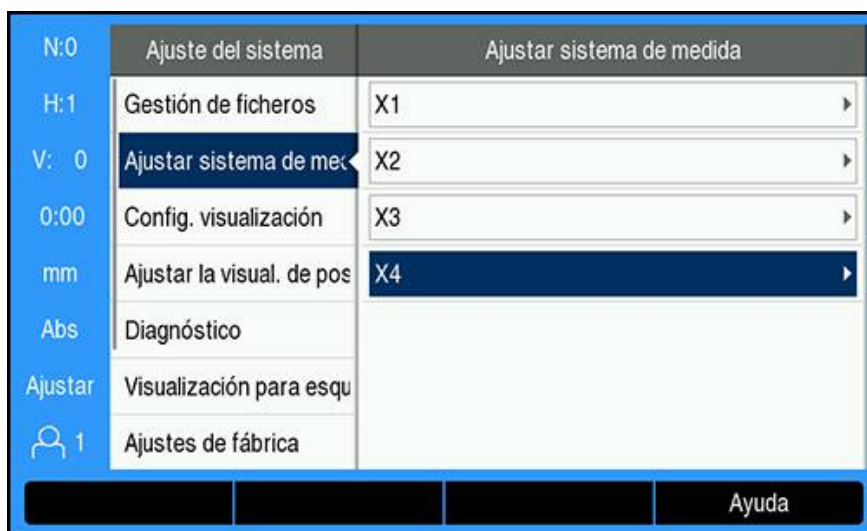 N:0
H:1
V: 0
0:00
mm
Abs
Ajustar
1
Ajuste del sistema
Gestión de ficheros
Ajustar sistema de med
Config. visualización
Ajustar la visual. de pos
Diagnóstico
Visualización para esqu
Ajustes de fábrica
Ajustar sistema de medida
X1
X2
X3
X4
Ayuda